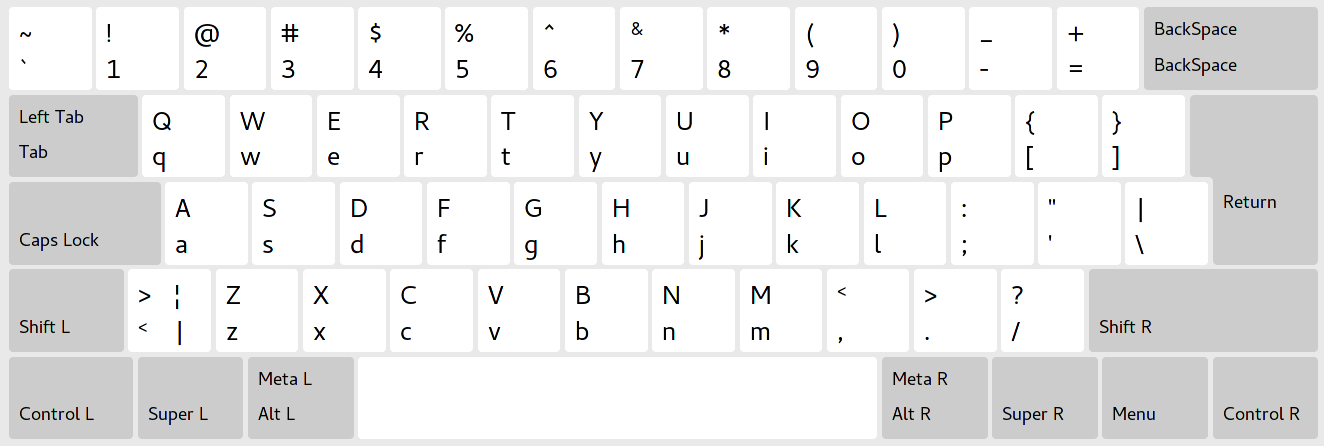 ~ ! @ # $ % ^ & * ( ) _ + BackSpace
` 1 2 3 4 5 6 7 8 9 0 - = BackSpace
Left Tab Q W E R T Y U I O P { }
Tab q w e r t y u i o p [ ]
Return
A S D F G H J K L : " |
Caps Lock a s d f g h j k l ; ' \
> ¦ Z X C V B N M < > ?
Shift L < | z x c v b n m , . / Shift R
Meta L Meta R
Control L Super L Alt L Alt R Super R Menu Control R